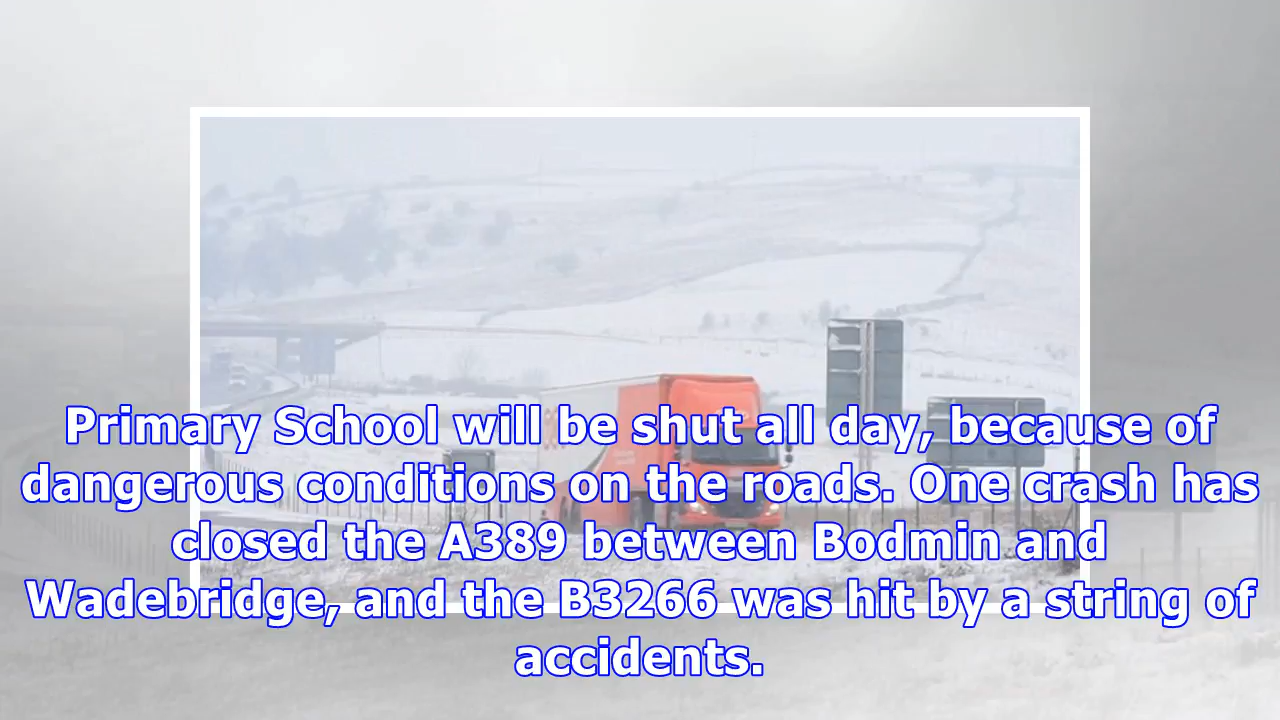 Primary School will be shut all day, because of
dangerous conditions on the roads. One crash has
closed the A389 between Bodmin and
Wadebridge, and the B3266 was hit by a string of
accidents.